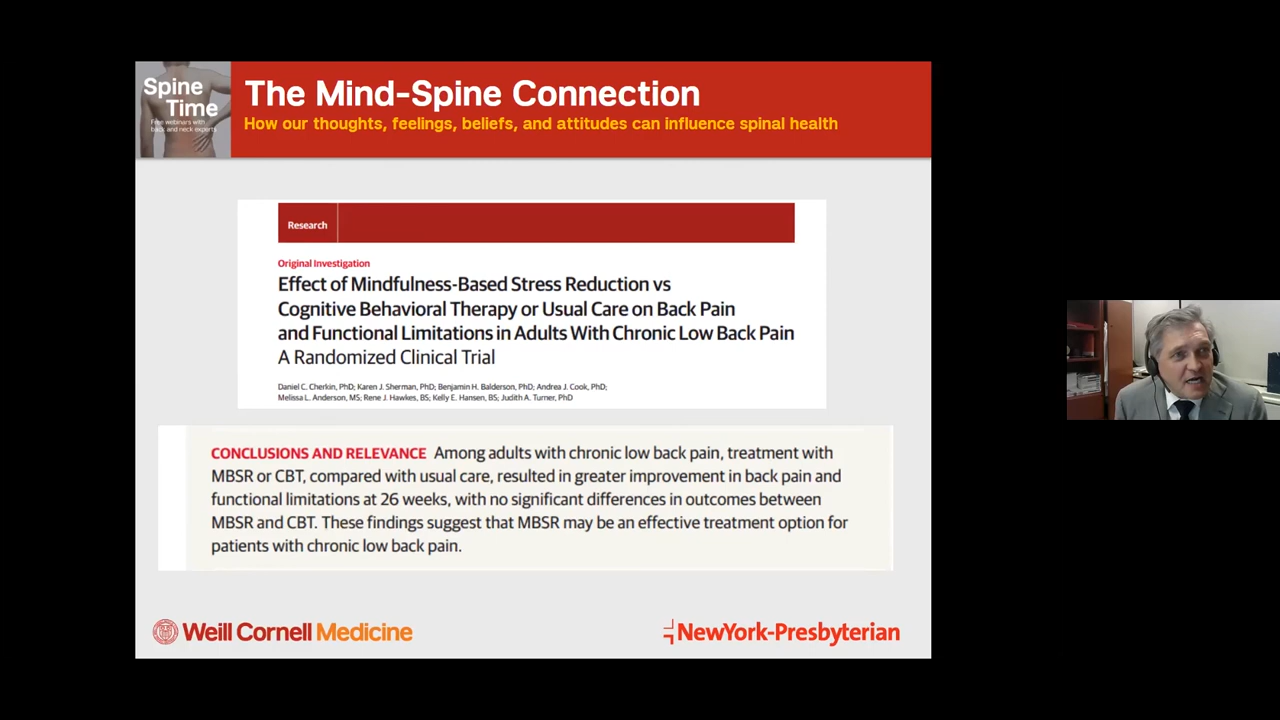 Spine
Time
Free webinars with
back and neck experts
The Mind-Spine Connection
How our thoughts, feelings, beliefs, and attitudes can influence spinal health
Research
Original Investigation
Effect of Mindfulness-Based Stress Reduction vs
Cognitive Behavioral Therapy or Usual Care on Back Pain
and Functional Limitations in Adults With Chronic Low Back Pain
A Randomized Clinical Trial
Daniel C. Cherkin, PhD; Karen J. Sherman, PhD; Benjamin H. Balderson, PhD; Andrea J. Cook, PhD;
Melissa L. Anderson, MS; Rene J. Hawkes, BS; Kelly E. Hansen, BS; Judith A. Turner, PhD
CONCLUSIONS AND RELEVANCE Among adults with chronic low back pain, treatment with
MBSR or CBT, compared with usual care, resulted in greater improvement in back pain and
functional limitations at 26 weeks, with no significant differences in outcomes between
MBSR and CBT. These findings suggest that MBSR may be an effective treatment option for
patients with chronic low back pain.
Weill Cornell Medicine
NewYork-Presbyterian